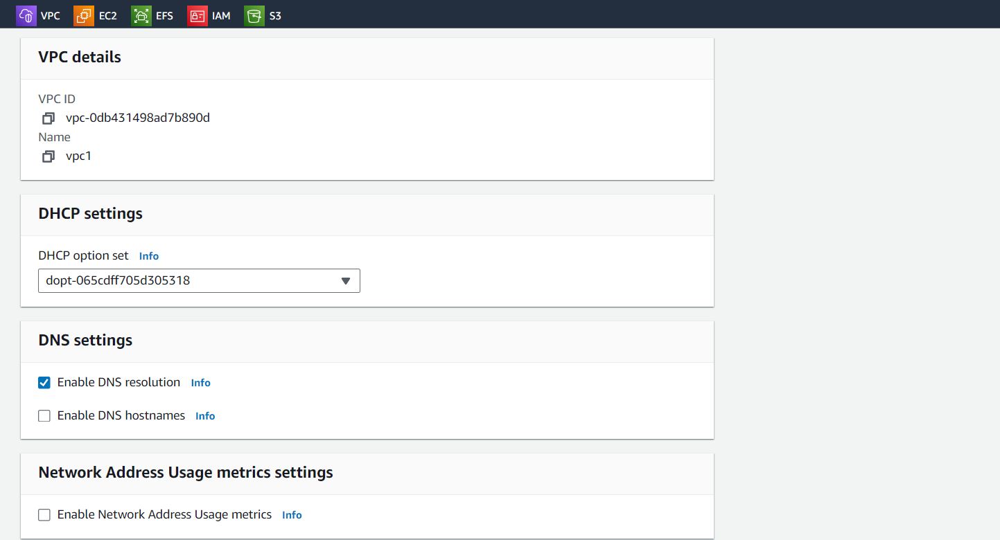 VPC EC2 EFS IAM S3
VPC details
VPC ID
vpc-0db431498ad7b890d
Name
vpc1
DHCP settings
DHCP option set Info
dopt-065cdff705d305318
DNS settings
Enable DNS resolution Info
Enable DNS hostnames Info
Network Address Usage metrics settings
Enable Network Address Usage metrics Info